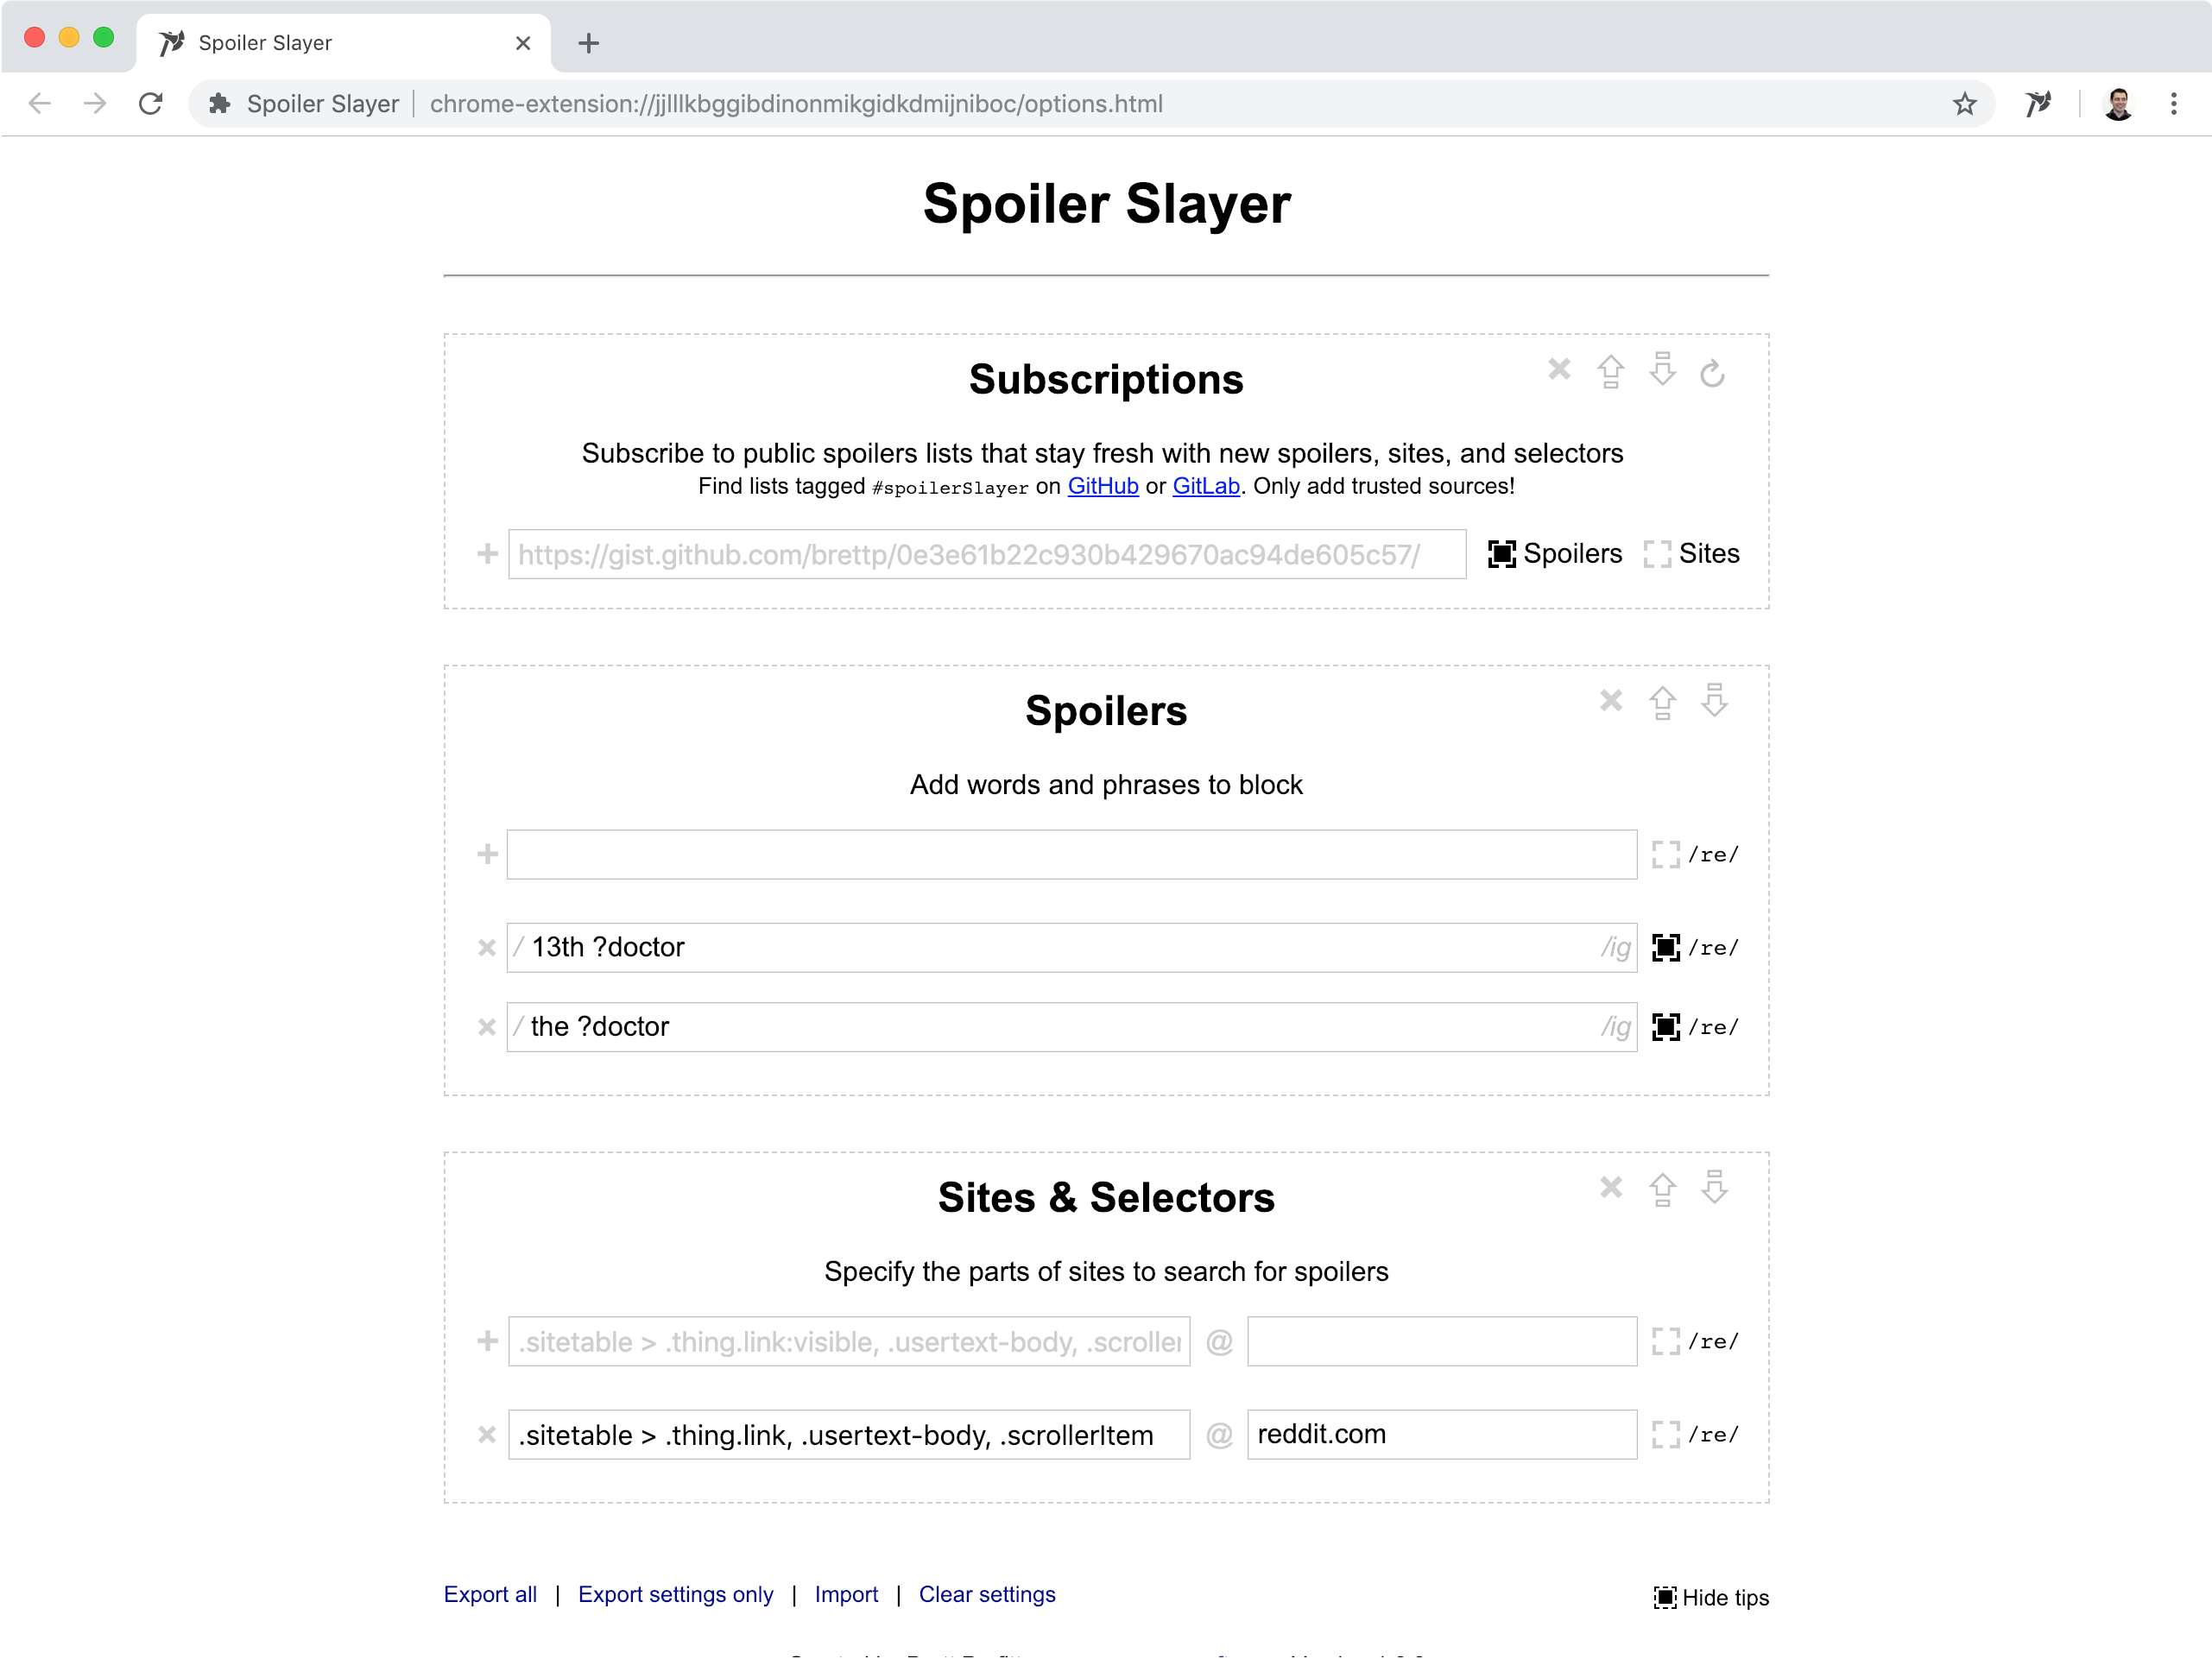 Spoiler Slayer
Spoiler Slayer | chrome-extension://jjlllkbggibdinonmikgidkdmijniboc/options.html
Spoiler Slayer
Subscriptions
Subscribe to public spoilers lists that stay fresh with new spoilers, sites, and selectors
Find lists tagged #spoilerSlayer on GitHub or GitLab. Only add trusted sources!
https://gist.github.com/brettp/0e3e61b22c930b429670ac94de605c57/ Spoilers Sites
Spoilers
Add words and phrases to block
/re/
/ 13th ?doctor /ig /re/
/ the ?doctor /ig /re/
Sites & Selectors
Specify the parts of sites to search for spoilers
.sitetable > .thing.link:visible, .usertext-body, .scroller @ /re/
.sitetable > .thing.link, .usertext-body, .scrollerItem @ reddit.com /re/
Export all | Export settings only | Import | Clear settings Hide tips